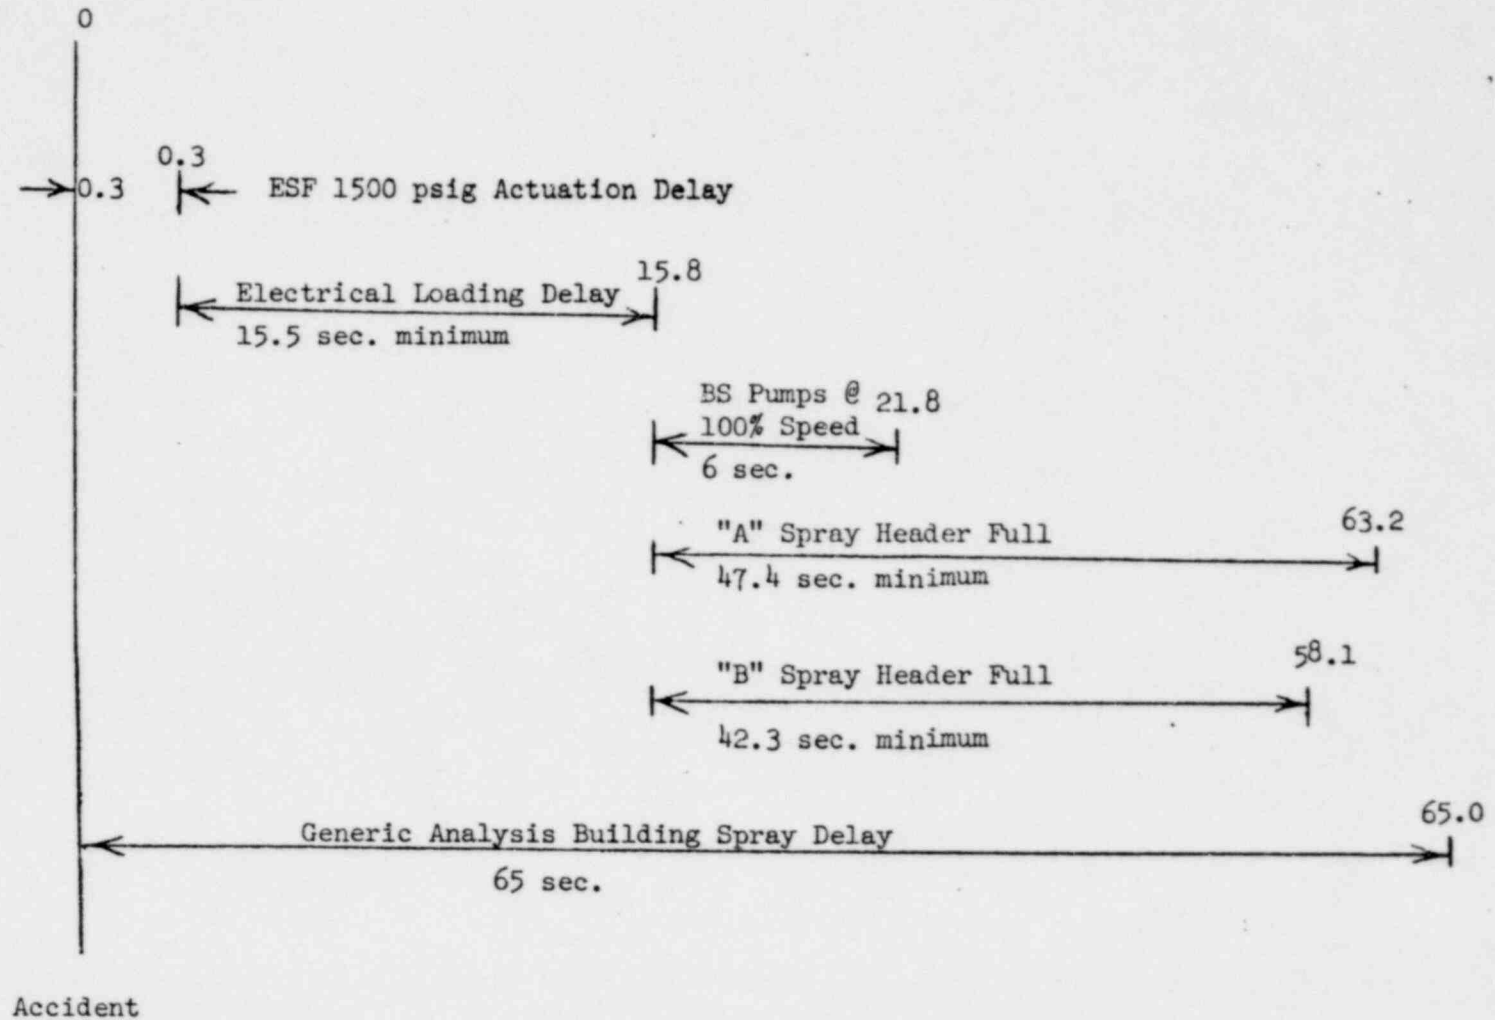 0
0.3
0.3 ESF 1500 psig Actuation Delay
15.8
Electrical Loading Delay
15.5 sec. minimum
BS Pumps @ 21.8
100% Speed
6 sec.
63.2
"A" Spray Header Full
47.4 sec. minimum
58.1
"B" Spray Header Full
42.3 sec. minimum
65.0
Generic Analysis Building Spray Delay
65 sec.
Accident